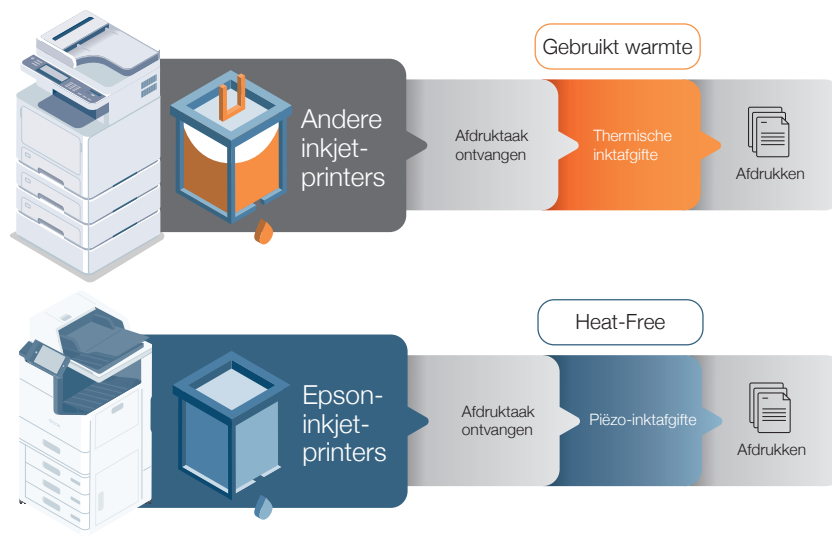 Gebruikt warmte
Andere
inkjet-
printers
Afdruktaak
ontvangen
Thermische
inktafgifte
Afdrukken
Heat-Free
Epson-
inkjet-
printers
Afdruktaak
ontvangen
Piëzo-inktafgifte
Afdrukken